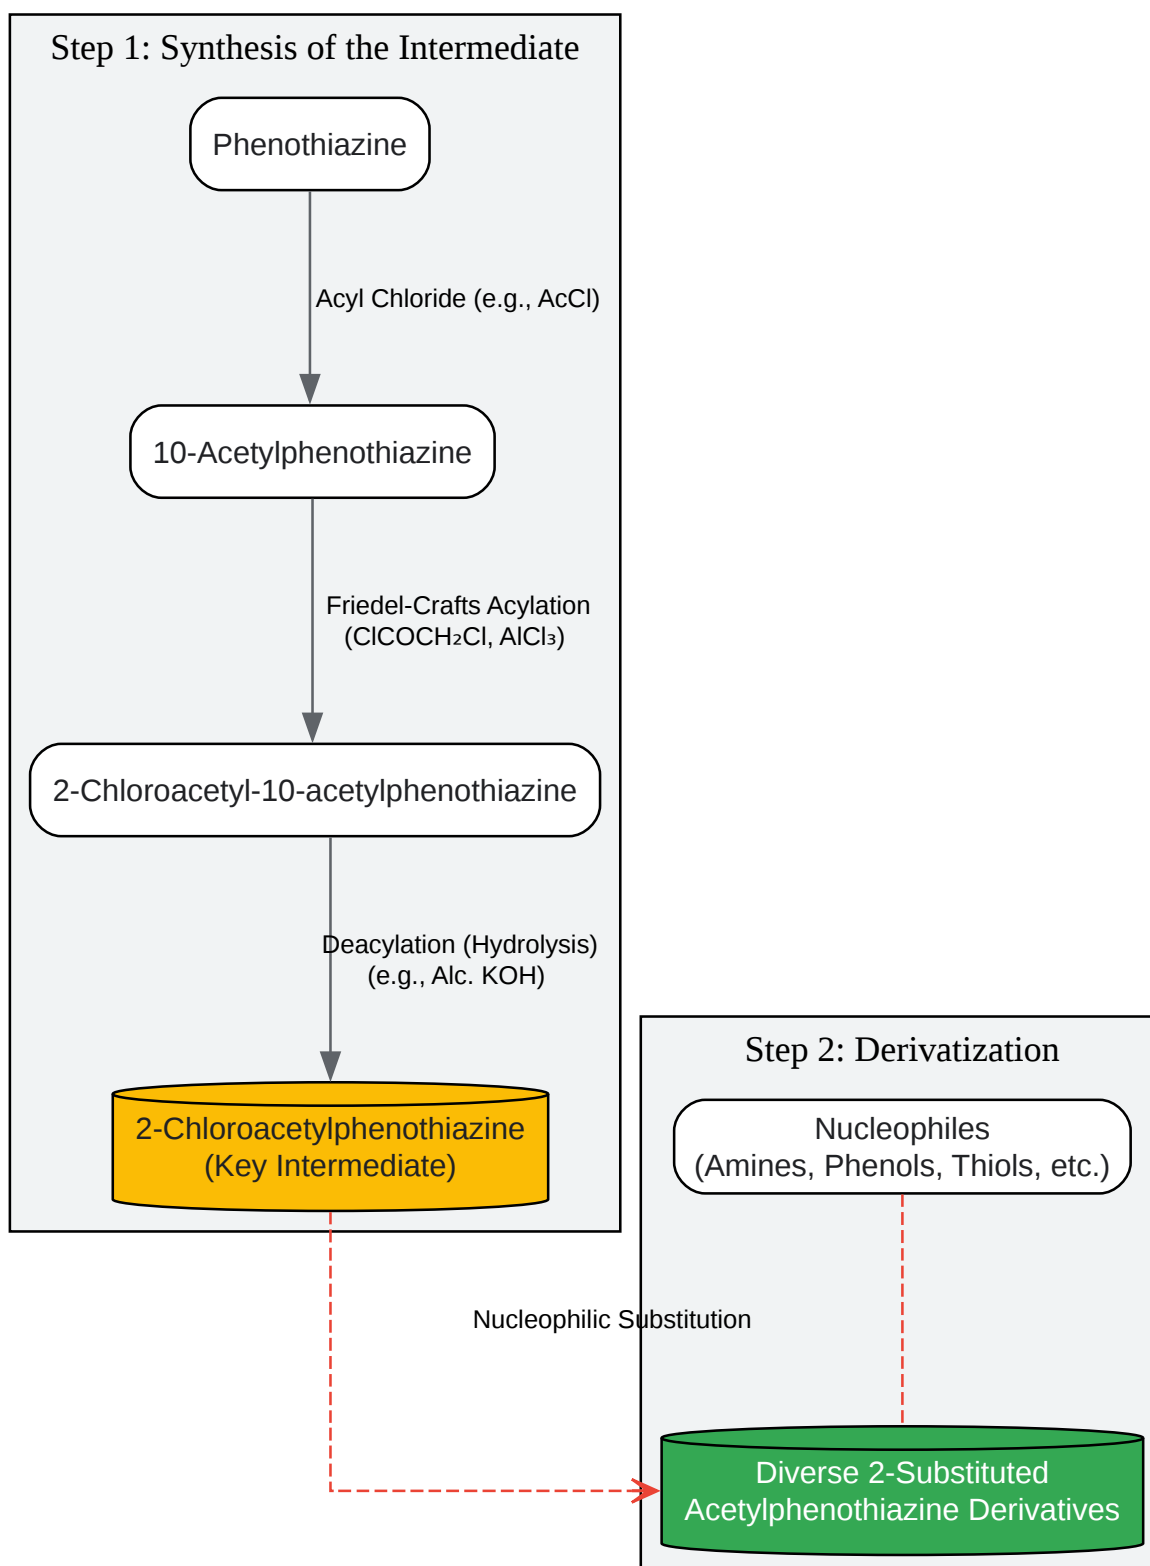 Step 1: Synthesis of the Intermediate
Phenothiazine
Acyl Chloride (e.g., AcCl)
10-Acetylphenothiazine
Friedel-Crafts Acylation
(ClCOCH₂Cl, AlCl₃)
2-Chloroacetyl-10-acetylphenothiazine
Deacylation (Hydrolysis)
(e.g., Alc. KOH)
2-Chloroacetylphenothiazine
(Key Intermediate)
Step 2: Derivatization
Nucleophiles
(Amines, Phenols, Thiols, etc.)
Nucleophilic Substitution
Diverse 2-Substituted
Acetylphenothiazine Derivatives